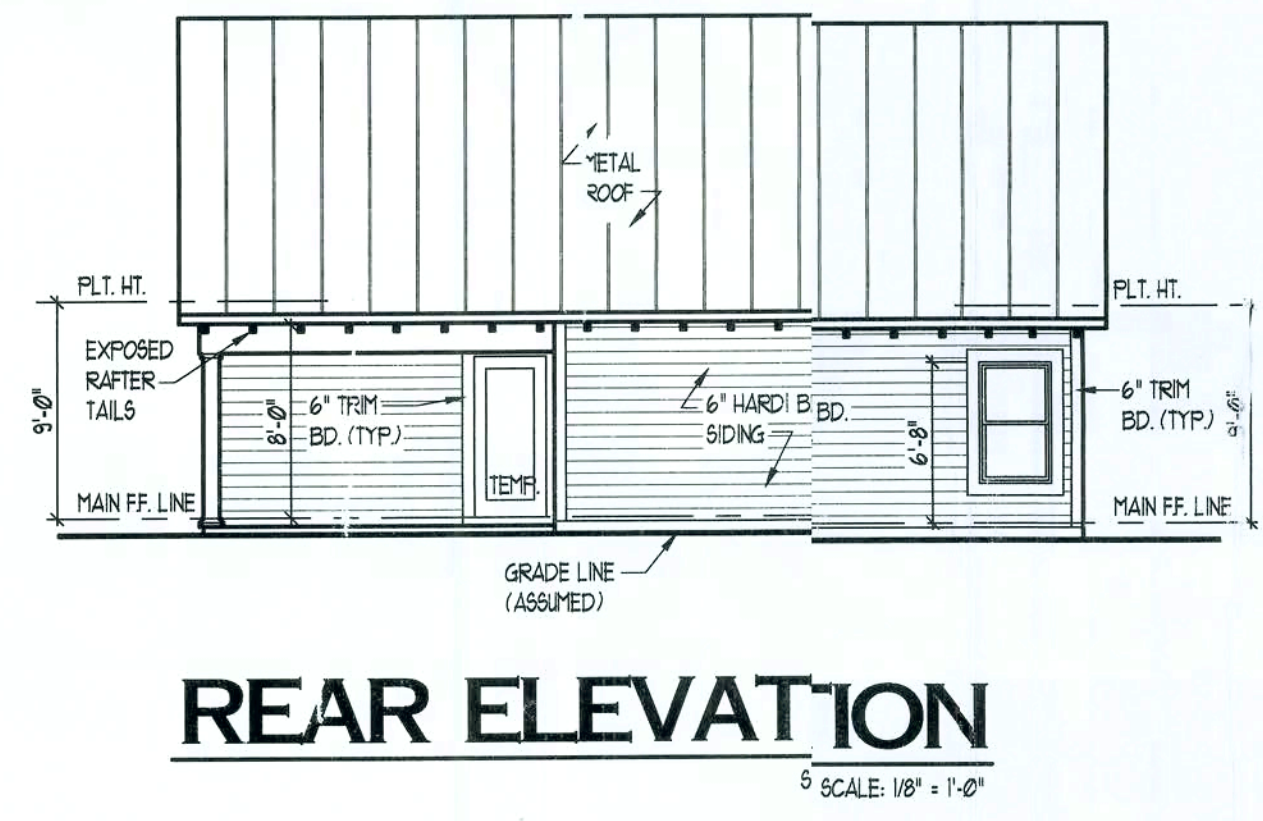 METAL
ROOF
PLT. HT.
PLT. HT.
EXPOSED
RAFTER
TAILS
9'-0"
8'-0"
6" TRIM
BD. (TYP.)
TEMP.
6" HARDI B BD.
SIDING
6'-8"
6" TRIM
BD. (TYP.)
MAIN F.F. LINE
MAIN F.F. LINE
GRADE LINE
(ASSUMED)
REAR ELEVATION
S SCALE: 1/8" = 1'-0"